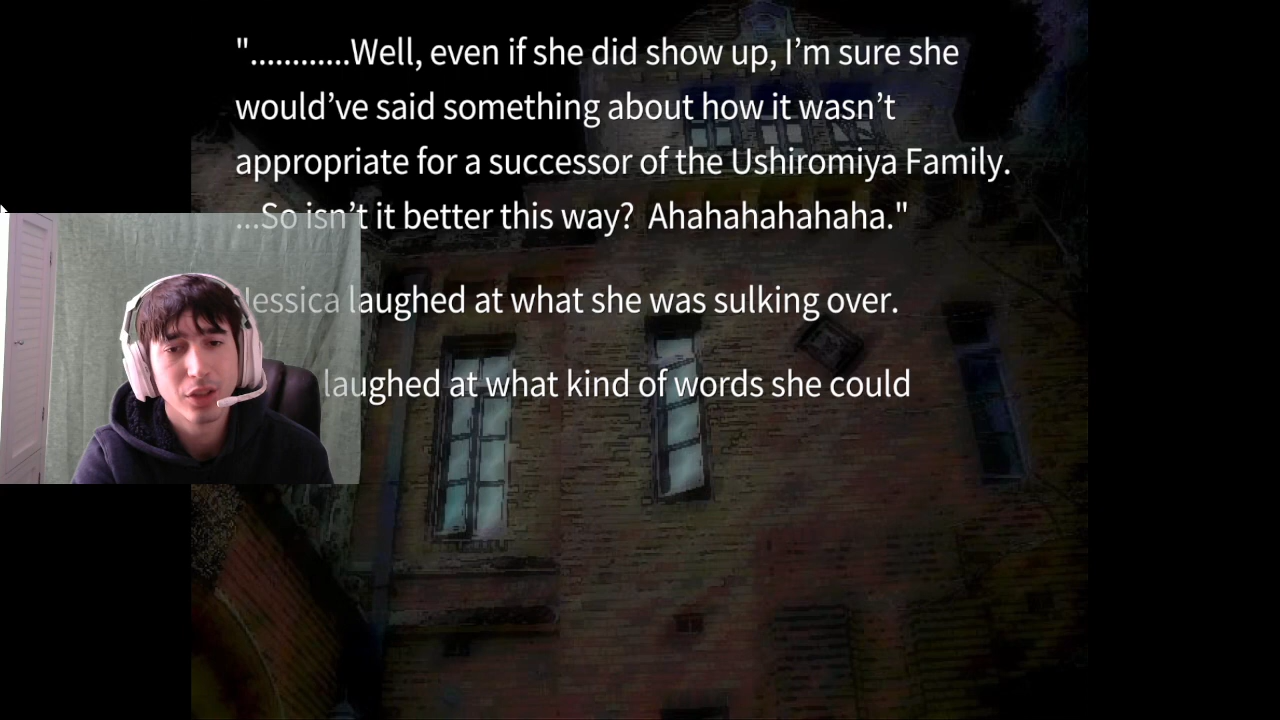 "............Well, even if she did show up, I’m sure she
would’ve said something about how it wasn’t
appropriate for a successor of the Ushiromiya Family.
...So isn’t it better this way?  Ahahahahahaha."
Jessica laughed at what she was sulking over.
laughed at what kind of words she could